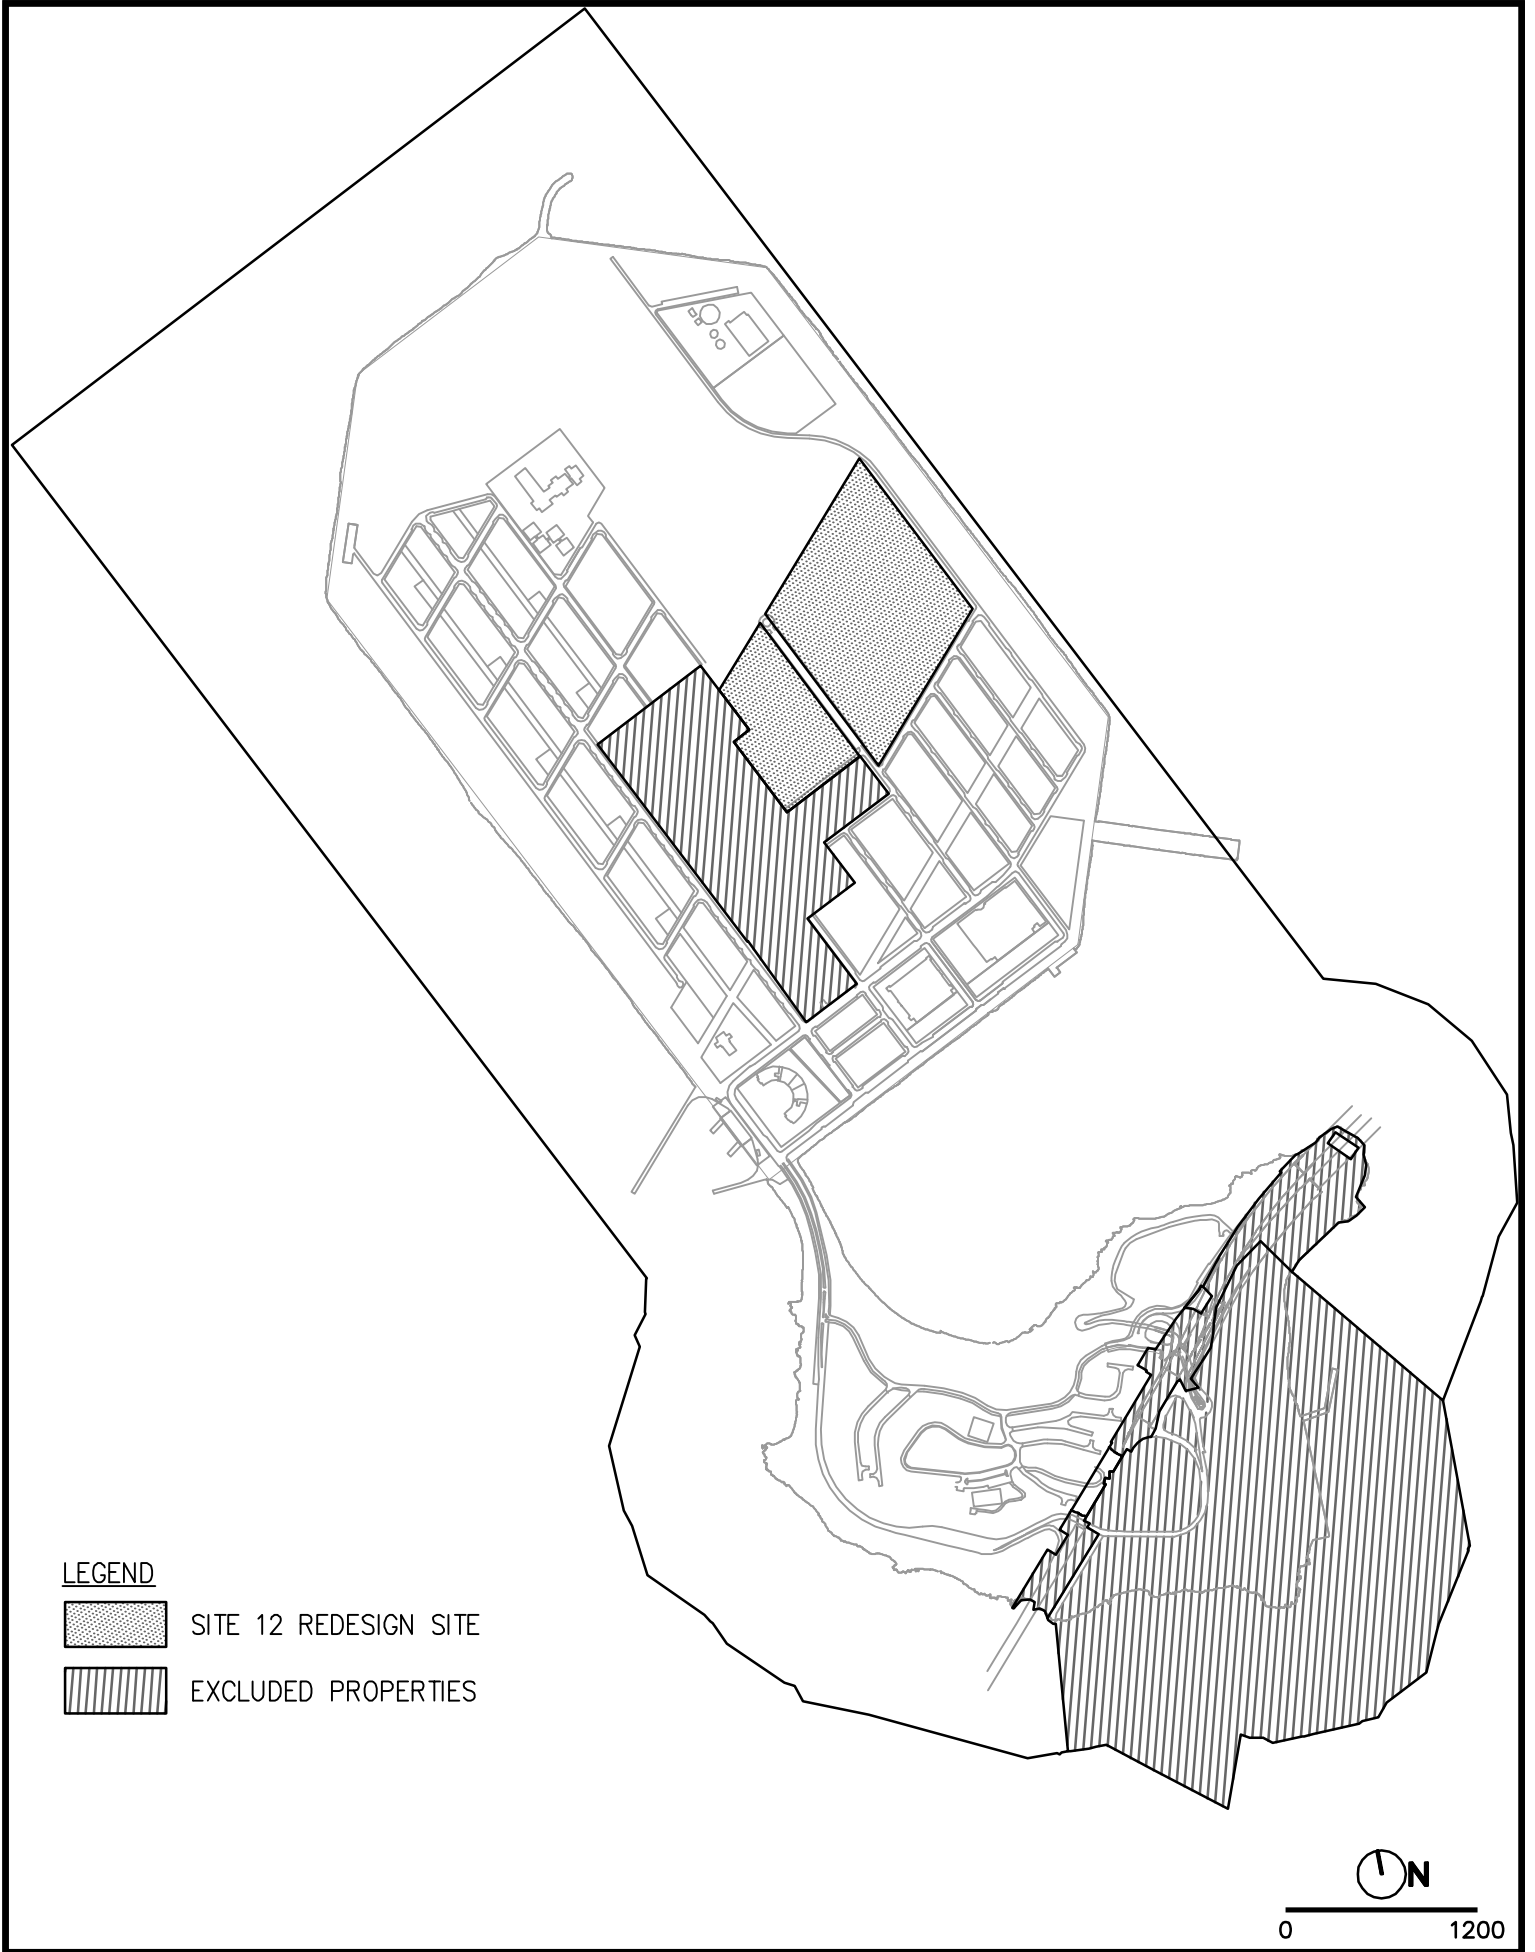 LEGEND
SITE 12 REDESIGN SITE
EXCLUDED PROPERTIES
N
0 1200